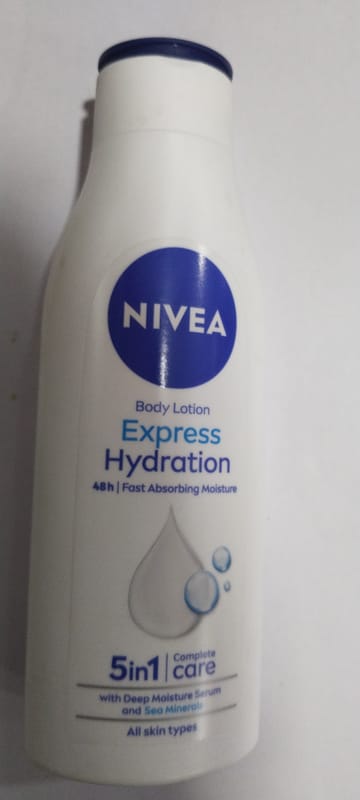 NIVEA
Body Lotion
Express
Hydration
48h | Fast Absorbing Moisture
5in1 | Complete care
with Deep Moisture Serum
and Sea Minerals
All skin types